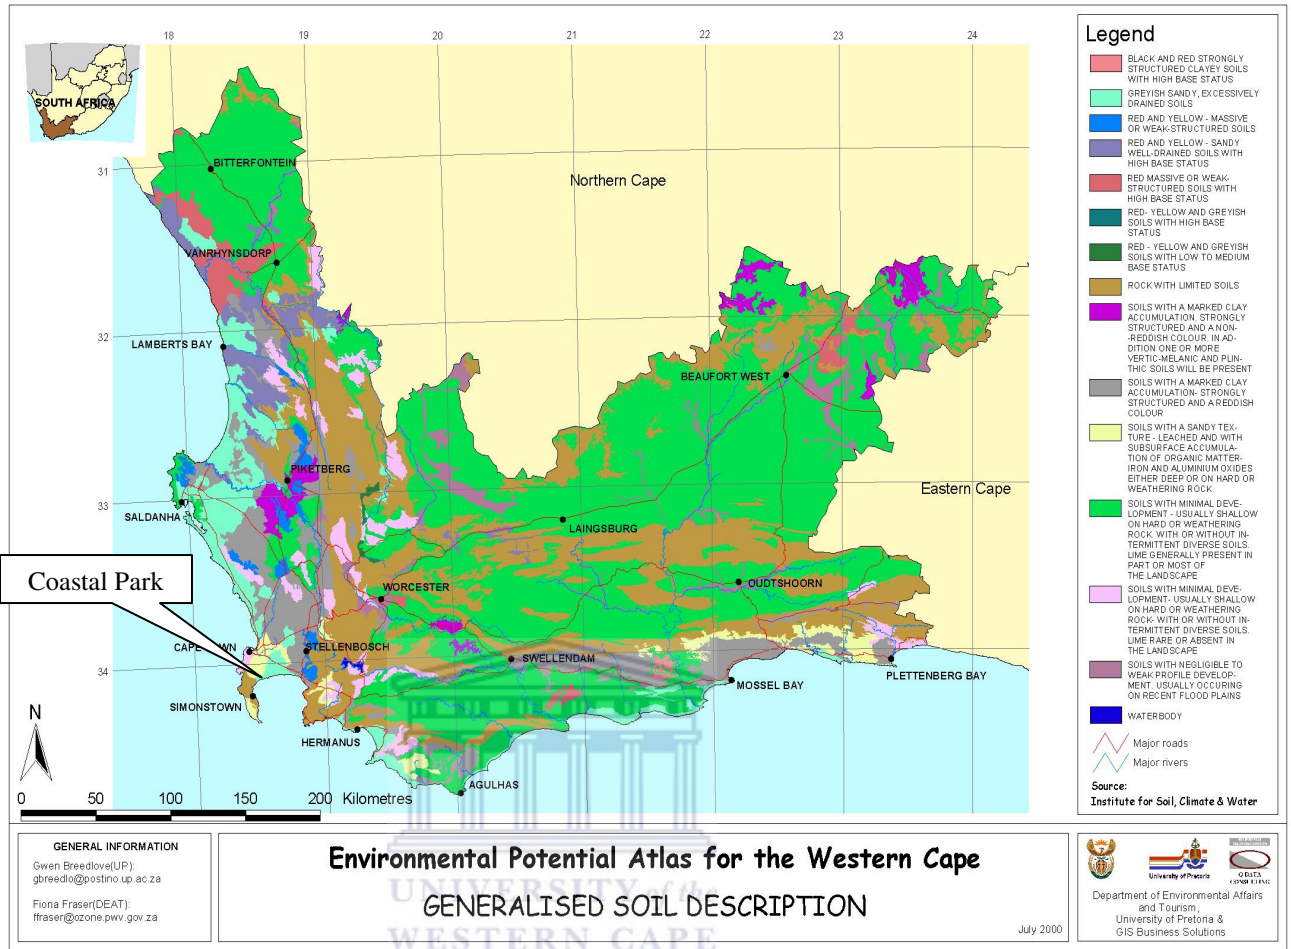 18 19 20 21 22 23 24
SOUTH AFRICA
31
32
33
34
BITTERFONTEIN
Northern Cape
VANRHYNSDORP
LAMBERTS BAY
BEAUFORT WEST
PIKETBERG
Eastern Cape
SALDANHA
LAINGSBURG
Coastal Park
WORCESTER
OUDTSHOORN
STELLENBOSCH
SWELLENDAM
PLETTENBERG BAY
MOSSEL BAY
SIMONSTOWN
HERMANUS
AGULHAS
N
0 50 100 150 200 Kilometres
Legend
BLACK AND RED STRONGLY
STRUCTURED CLAYEY SOILS
WITH HIGH BASE STATUS
GREYISH SANDY, EXCESSIVELY
DRAINED SOILS
RED AND YELLOW - MASSIVE
OR WEAK-STRUCTURED SOILS
RED AND YELLOW - SANDY
WELL-DRAINED SOILS WITH
HIGH BASE STATUS
RED MASSIVE OR WEAK-
STRUCTURED SOILS WITH
HIGH BASE STATUS
RED- YELLOW AND GREYISH
SOILS WITH HIGH BASE
STATUS
RED - YELLOW AND GREYISH
SOILS WITH LOW TO MEDIUM
BASE STATUS
ROCK WITH LIMITED SOILS
SOILS WITH A MARKED CLAY
ACCUMULATION. STRONGLY
STRUCTURED AND A NON-
-REDDISH COLOUR. IN AD-
DITION ONE OR MORE
VERTIC-MELANIC AND PLIN-
THIC SOILS WILL BE PRESENT
SOILS WITH A MARKED CLAY
ACCUMULATION- STRONGLY
STRUCTURED AND A REDDISH
COLOUR
SOILS WITH A SANDY TEX-
TURE - LEACHED AND WITH
SUBSURFACE ACCUMULA-
TION OF ORGANIC MATTER-
IRON AND ALUMINIUM OXIDES
EITHER DEEP OR ON HARD OR
WEATHERING ROCK
SOILS WITH MINIMAL DEVE-
LOPMENT - USUALLY SHALLOW
ON HARD OR WEATHERING
ROCK. WITH OR WITHOUT IN-
TERMITTENT DIVERSE SOILS.
LIME GENERALLY PRESENT IN
PART OR MOST OF
THE LANDSCAPE
SOILS WITH MINIMAL DEVE-
LOPMENT- USUALLY SHALLOW
ON HARD OR WEATHERING
ROCK- WITH OR WITHOUT IN-
TERMITTENT DIVERSE SOILS.
LIME RARE OR ABSENT IN
THE LANDSCAPE
SOILS WITH NEGLIGIBLE TO
WEAK PROFILE DEVELOP-
MENT. USUALLY OCCURING
ON RECENT FLOOD PLAINS
WATERBODY
Major roads
Major rivers
Source:
Institute for Soil, Climate & Water
GENERAL INFORMATION
Gwen Breedlove(UP):
gbreedlo@postino.up.ac.za
Fiona Fraser(DEAT):
ffraser@ozone.pwv.gov.za
Environmental Potential Atlas for the Western Cape
GENERALISED SOIL DESCRIPTION
July 2000
UNIVERSITY of the
WESTERN CAPE
University of Pretoria
Q DATA
CONSULTING
Department of Environmental Affairs
and Tourism,
University of Pretoria &
GIS Business Solutions